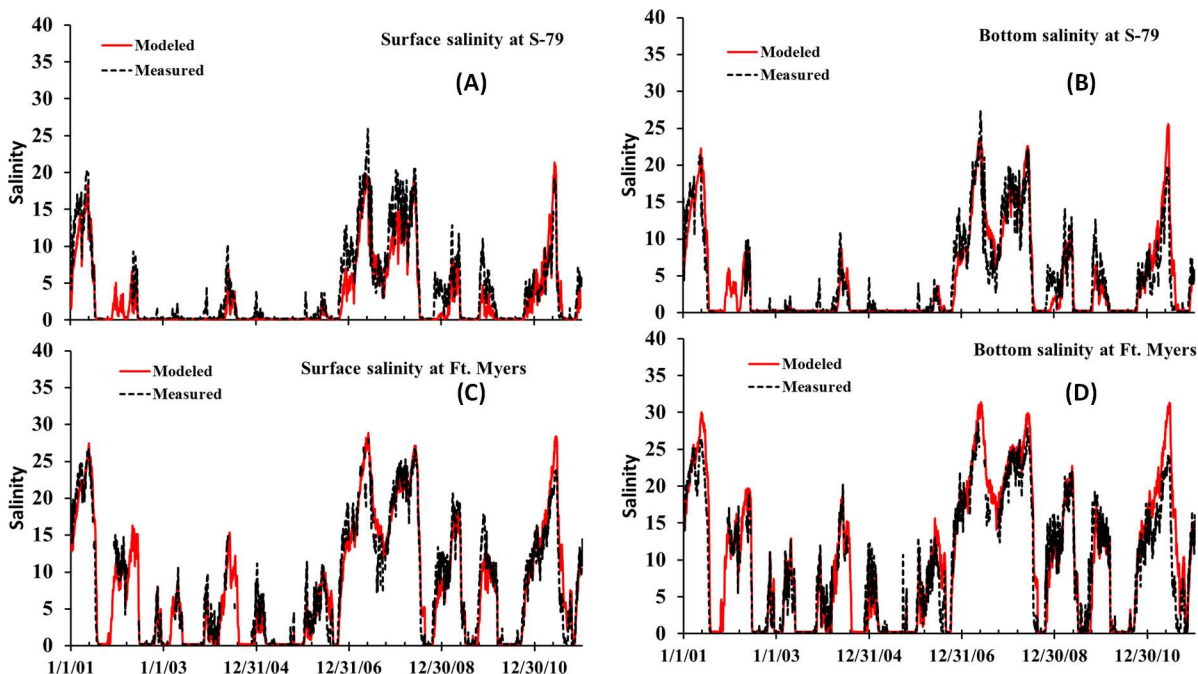 40
35
30
25
20
15
10
5
0
Salinity
Modeled
Measured
Surface salinity at S-79
(A)
40
35
30
25
20
15
10
5
0
Modeled
Measured
Bottom salinity at S-79
(B)
40
35
30
25
20
15
10
5
0
Salinity
Modeled
Measured
Surface salinity at Ft. Myers
(C)
1/1/01 1/1/03 12/31/04 12/31/06 12/30/08 12/30/10
40
35
30
25
20
15
10
5
0
Salinity
Modeled
Measured
Bottom salinity at Ft. Myers
(D)
1/1/01 1/1/03 12/31/04 12/31/06 12/30/08 12/30/10